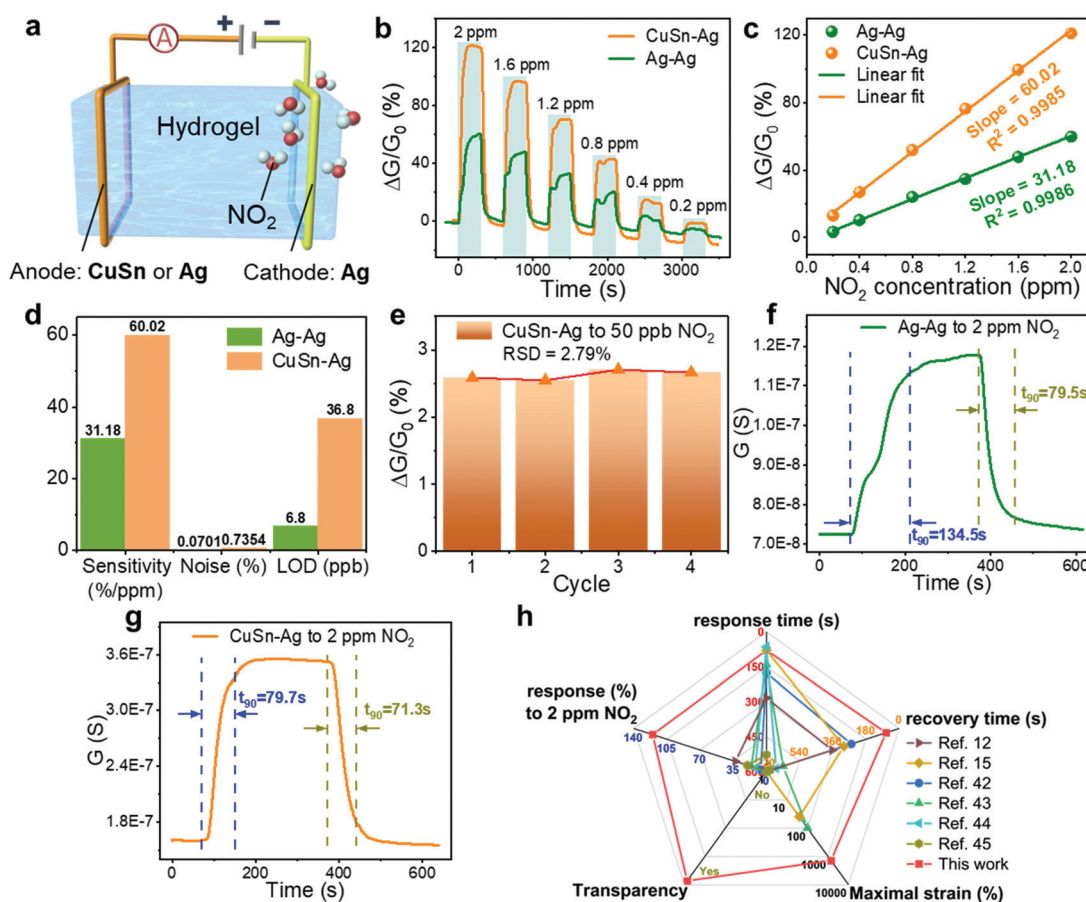 a
A
+ −
Hydrogel
NO2
Anode: CuSn or Ag
Cathode: Ag
b
CuSn-Ag
Ag-Ag
2 ppm
1.6 ppm
1.2 ppm
0.8 ppm
0.4 ppm
0.2 ppm
120
80
40
0
ΔG/G0 (%)
0 1000 2000 3000
Time (s)
c
Ag-Ag
CuSn-Ag
Linear fit
Linear fit
Slope = 60.02
R2 = 0.9985
Slope = 31.18
R2 = 0.9986
120
80
40
0
ΔG/G0 (%)
0.4 0.8 1.2 1.6 2.0
NO2 concentration (ppm)
d
Ag-Ag
CuSn-Ag
60
40
20
0
60.02
31.18
0.0701 0.7354
6.8
36.8
Sensitivity
(%/ppm)
Noise (%)
LOD (ppb)
e
CuSn-Ag to 50 ppb NO2
RSD = 2.79%
3
2
1
0
ΔG/G0 (%)
1 2 3 4
Cycle
f
Ag-Ag to 2 ppm NO2
1.2E-7
1.1E-7
9.0E-8
8.0E-8
7.0E-8
G (S)
t90=79.5s
t90=134.5s
0 200 400 600
Time (s)
g
CuSn-Ag to 2 ppm NO2
3.6E-7
3.0E-7
2.4E-7
1.8E-7
G (S)
t90=79.7s
t90=71.3s
0 200 400 600
Time (s)
h
response time (s)
0
150
300
450
600
response (%)
to 2 ppm NO2
140
105
70
35
0
recovery time (s)
0
180
360
540
No
Yes
Transparency
10
100
1000
10000
Maximal strain (%)
Ref. 12
Ref. 15
Ref. 42
Ref. 43
Ref. 44
Ref. 45
This work